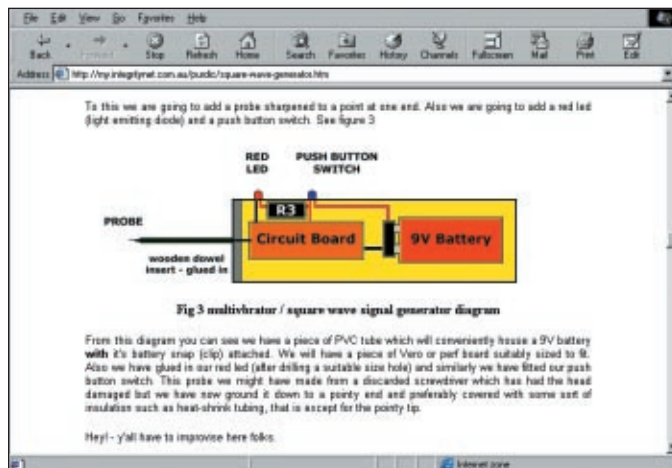 File Edit View Go Favorites Help
Back Forward Stop Refresh Home Search Favorites History Channels Fullscreen Mail Print Edit
Address http://my.integritynet.com.au/purdic/square-wave-generator.htm
To this we are going to add a probe sharpened to a point at one end. Also we are going to add a red led
(light emitting diode) and a push button switch. See figure 3
RED LED
PUSH BUTTON SWITCH
R3
PROBE
Circuit Board
9V Battery
wooden dowel
insert - glued in
Fig 3 multivbrator / square wave signal generator diagram
From this diagram you can see we have a piece of PVC tube which will conveniently house a 9V battery
with it's battery snap (clip) attached. We will have a piece of Vero or perf board suitably sized to fit.
Also we have glued in our red led (after drilling a suitable size hole) and similarly we have fitted our push
button switch. This probe we might have made from a discarded screwdriver which has had the head
damaged but we have now ground it down to a pointy end and preferably covered with some sort of
insulation such as heat-shrink tubing, that is except for the pointy tip.
Hey! - y'all have to improvise here folks.
Internet zone